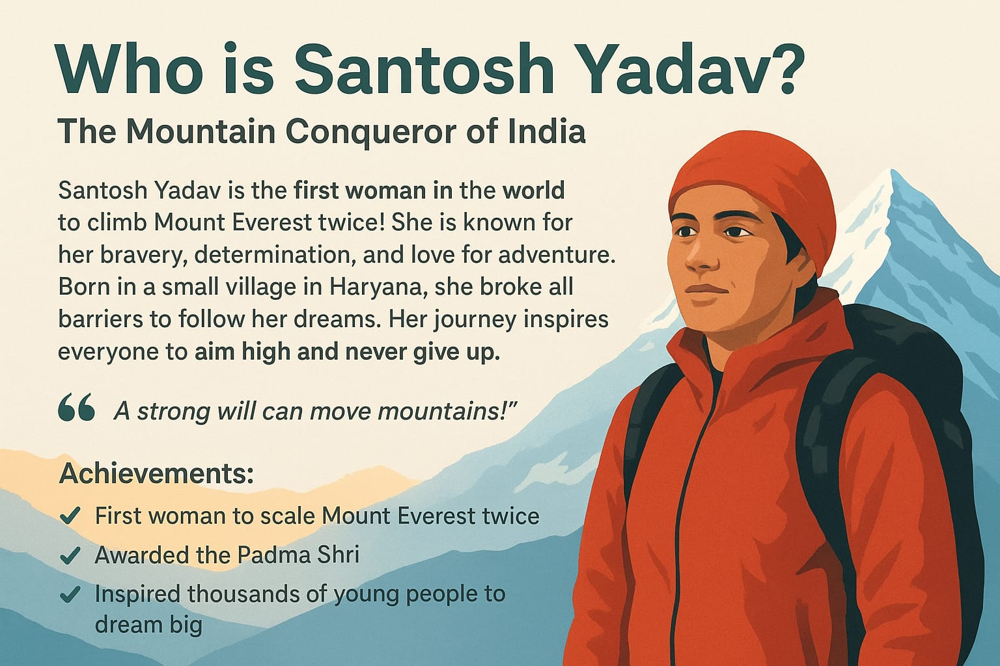 Who is Santosh Yadav?
The Mountain Conqueror of India
Santosh Yadav is the first woman in the world
to climb Mount Everest twice! She is known for
her bravery, determination, and love for adventure.
Born in a small village in Haryana, she broke all
barriers to follow her dreams. Her journey inspires
everyone to aim high and never give up.
“ A strong will can move mountains!”
Achievements:
✔ First woman to scale Mount Everest twice
✔ Awarded the Padma Shri
✔ Inspired thousands of young people to
dream big